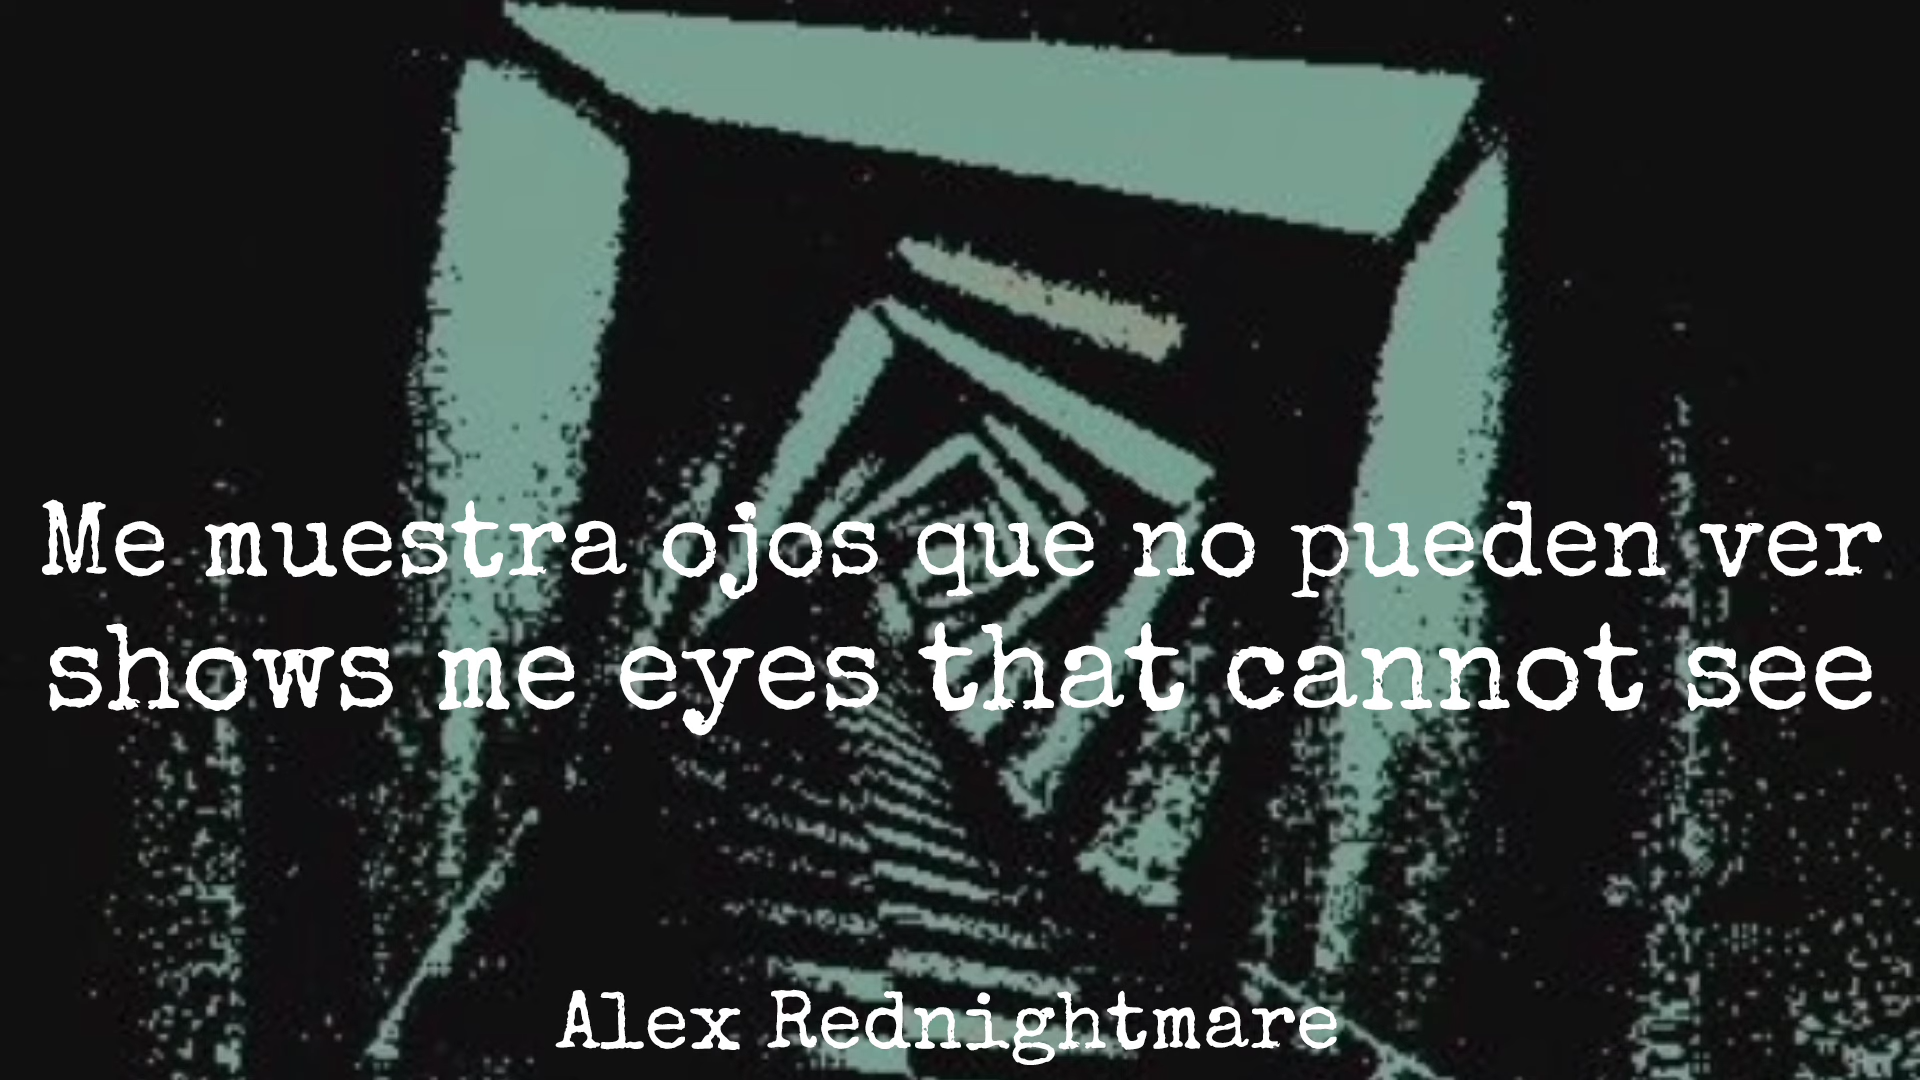 Me muestra ojos que no pueden ver
shows me eyes that cannot see
Alex Rednightmare